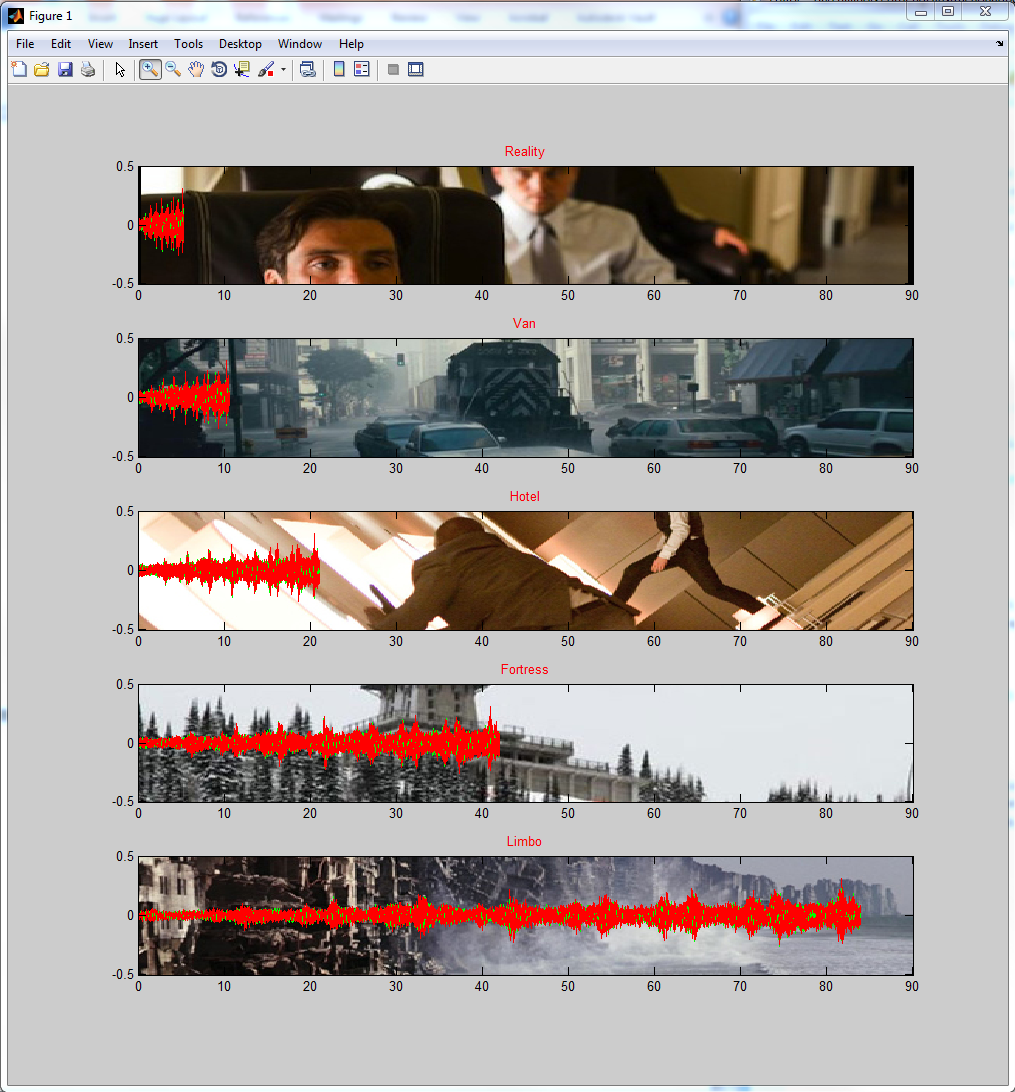 Figure 1
File Edit View Insert Tools Desktop Window Help
Reality
0.5
0
-0.5
0 10 20 30 40 50 60 70 80 90
Van
0.5
0
-0.5
0 10 20 30 40 50 60 70 80 90
Hotel
0.5
0
-0.5
0 10 20 30 40 50 60 70 80 90
Fortress
0.5
0
-0.5
0 10 20 30 40 50 60 70 80 90
Limbo
0.5
0
-0.5
0 10 20 30 40 50 60 70 80 90